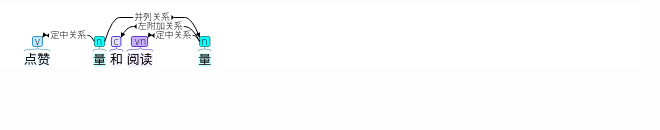 并列关系
左附加关系
定中关系 定中关系
v n c vn n
点赞 量 和 阅读 量